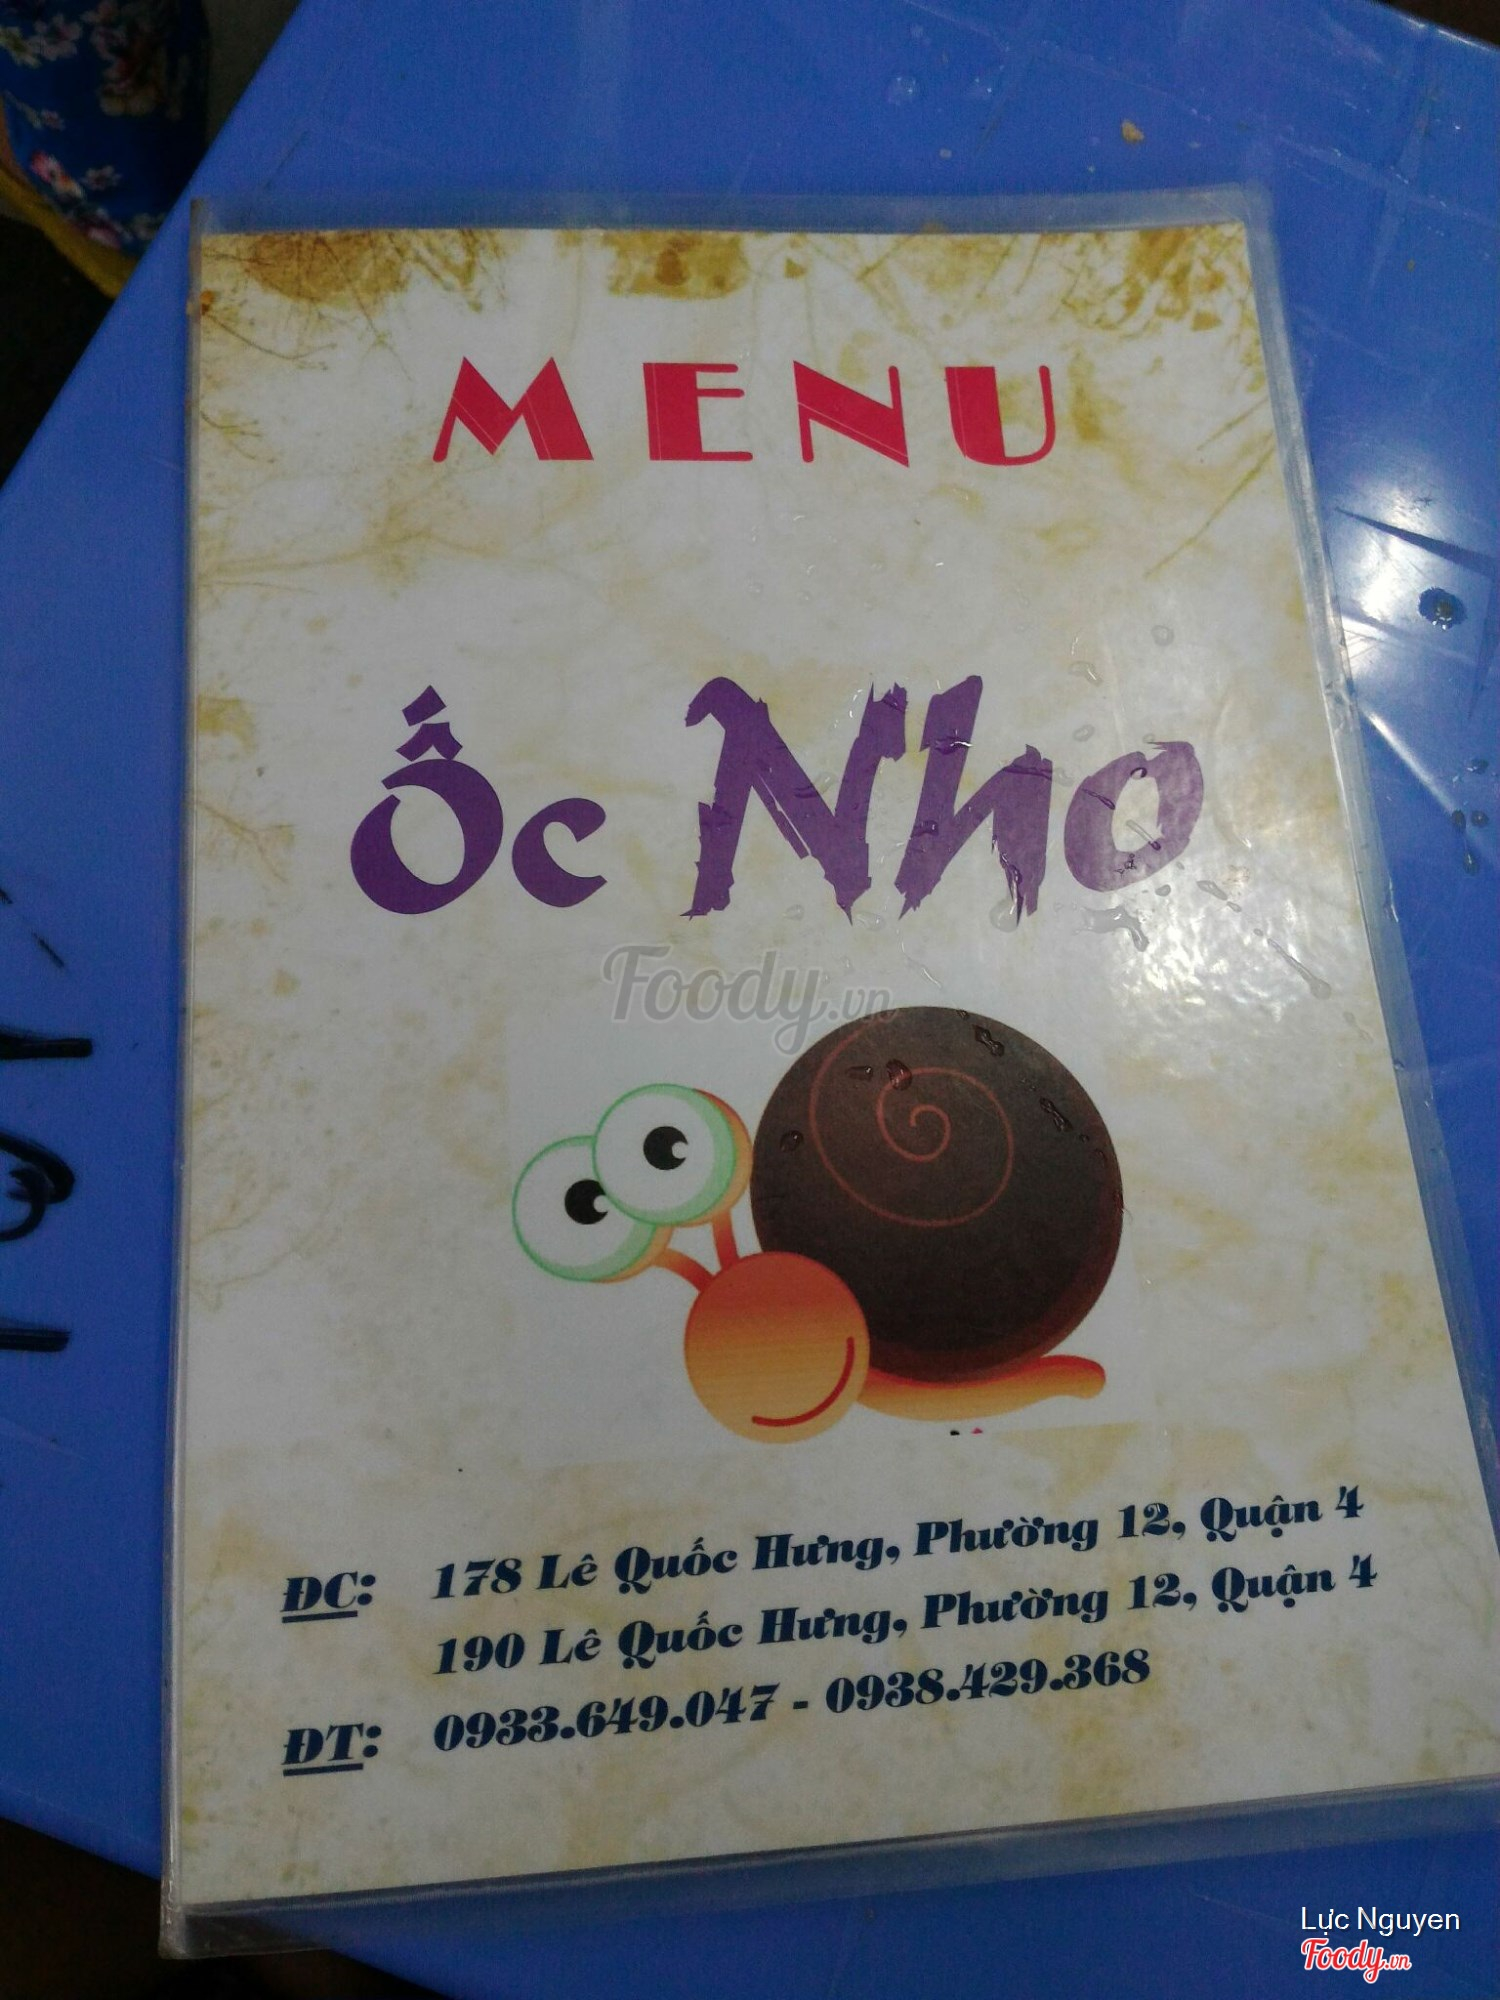 MENU
Ốc Nho
Foody.vn
ĐC: 178 Lê Quốc Hưng, Phường 12, Quận 4
190 Lê Quốc Hưng, Phường 12, Quận 4
ĐT: 0933.649.047 - 0938.429.368
Lực Nguyen
Foody.vn